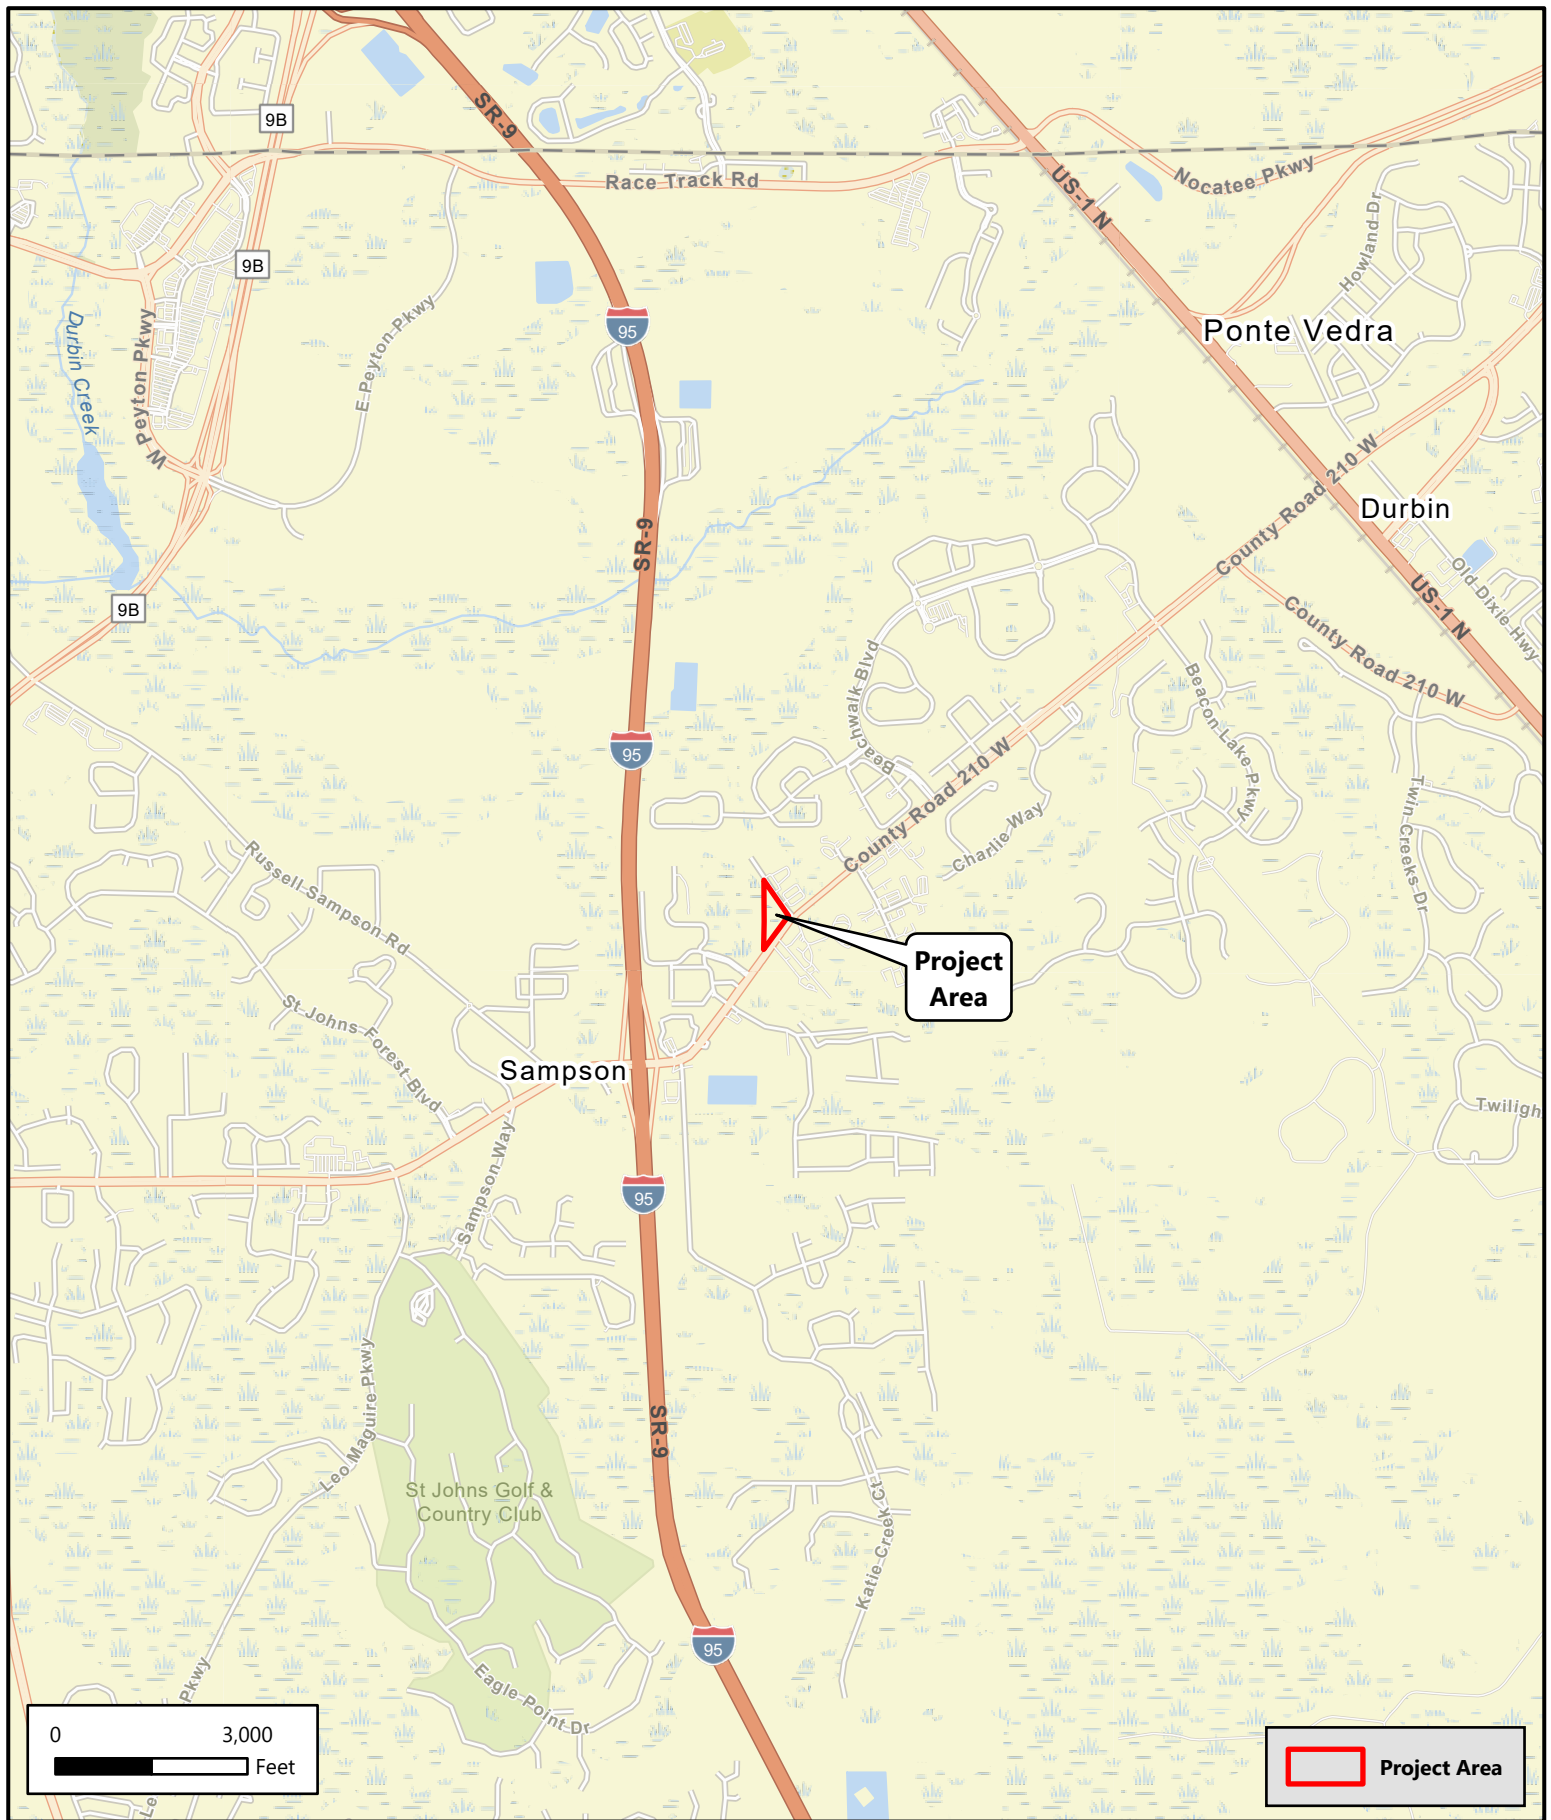 SR-9
9B
Race Track Rd
Nocatee Pkwy
US-1 N
Howland Dr
9B
Durbin Creek
W Peyton Pkwy
E Peyton Pkwy
95
Ponte Vedra
County Road 210 W
Durbin
SR-9
Old Dixie Hwy
US-1 N
9B
County Road 210 W
Beachwalk Blvd
Beacon Lake Pkwy
95
County Road 210 W
Charlie Way
Twin Creeks Dr
Russell Sampson Rd
Project
Area
St Johns Forest Blvd
Sampson
Twiligh
Sampson Way
95
Leo Maguire Pkwy
SR-9
St Johns Golf &
Country Club
Katie Creek Ct
95
Eagle Point Dr
Pkwy
Le
0 3,000
Feet
Project Area